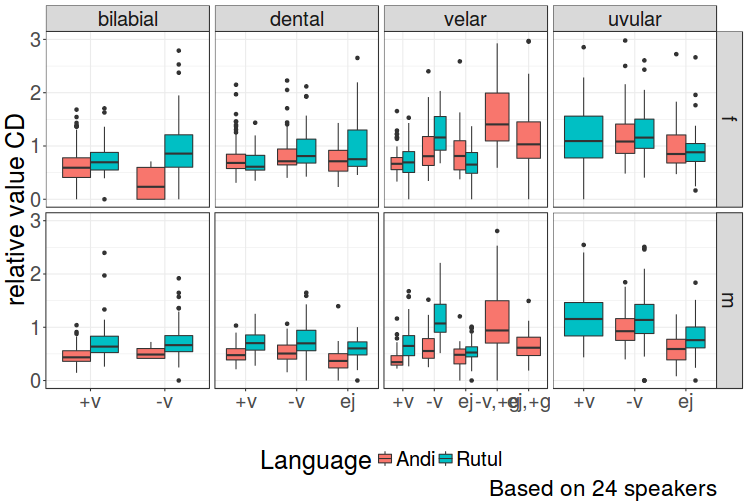 bilabial dental velar uvular
relative value CD
3
2
1
0
f
3
2
1
0
m
+v -v +v -v ej +v -v ej -v,+g ej,+g +v -v ej
Language Andi Rutul
Based on 24 speakers